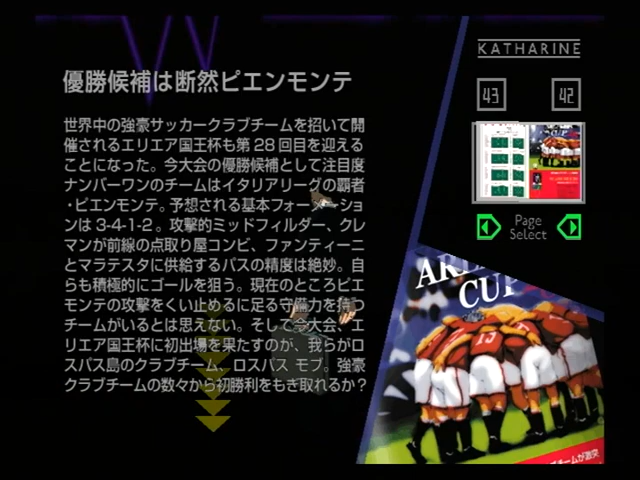 優勝候補は断然ピエンモンテ
世界中の強豪サッカークラブチームを招いて開
催されるエリエア国王杯も第28回目を迎える
ことになった。今大会の優勝候補として注目度
ナンバーワンのチームはイタリアリーグの覇者
・ピエンモンテ。予想される基本フォーメーショ
ンは3-4-1-2。攻撃的ミッドフィルダー、クレ
マンが前線の点取り屋コンビ、ファンティーニ
とマラテスタに供給するパスの精度は絶妙。自
らも積極的にゴールを狙う。現在のところピエ
モンテの攻撃をくい止めるに足る守備力を持つ
チームがいるとは思えない。そして今大会、エ
リエア国王杯に初出場を果たすのが、我らがロ
スパス島のクラブチーム、ロスパス モブ。強豪
クラブチームの数々から初勝利をもぎ取れるか?
KATHARINE
43
42
CUP
Page
Select
CUP
チームが激突